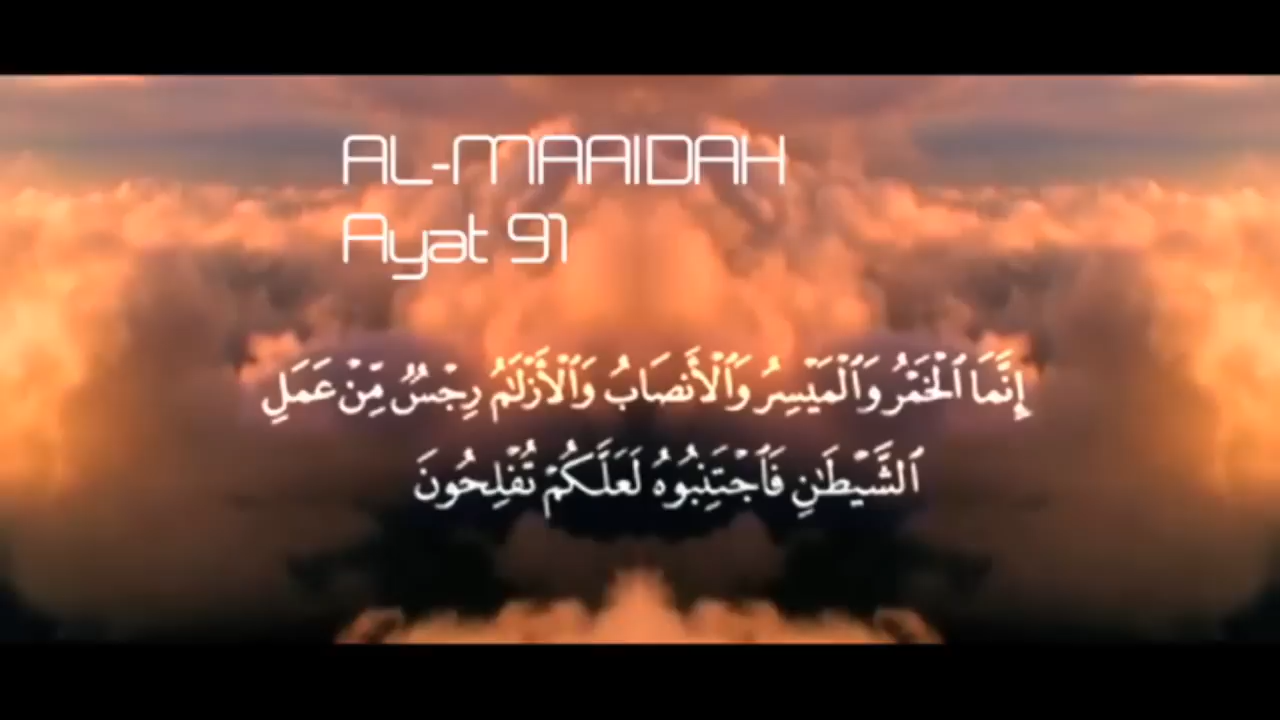 AL-MAAIDAH
Ayat 91
إِنَّمَا ٱلْخَمْرُ وَٱلْمَيْسِرُ وَٱلْأَنصَابُ وَٱلْأَزْلَٰمُ رِجْسٌ مِّنْ عَمَلِ
ٱلشَّيْطَٰنِ فَٱجْتَنِبُوهُ لَعَلَّكُمْ تُفْلِحُونَ